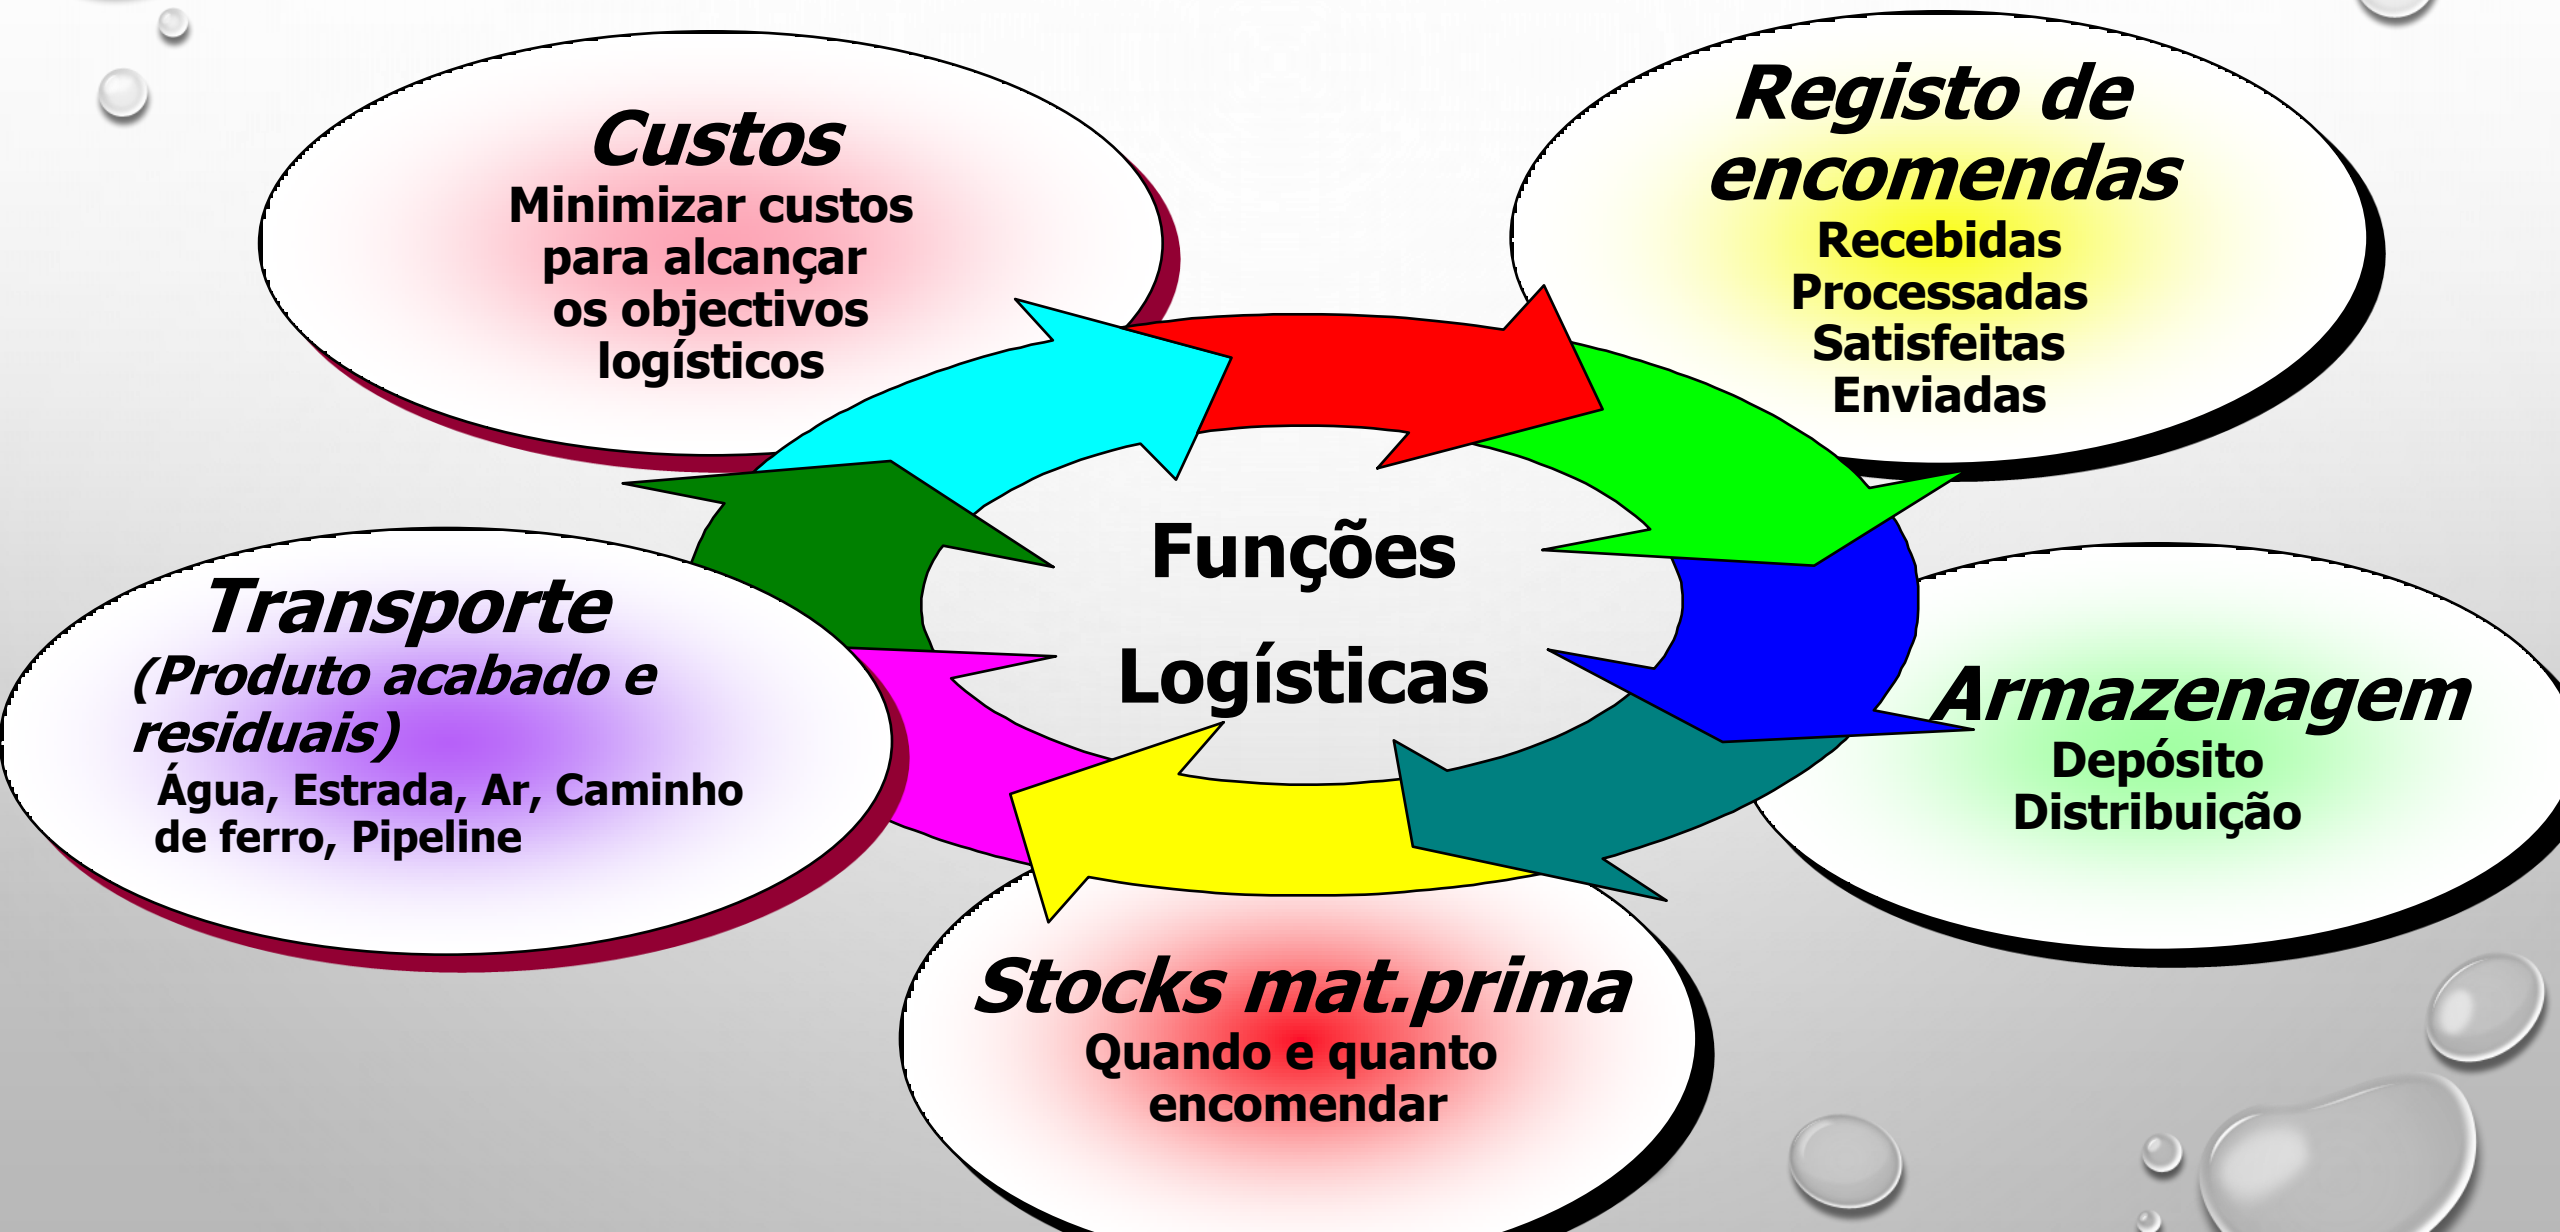 Custos
Minimizar custos
para alcançar
os objectivos
logísticos
Registo de
encomendas
Recebidas
Processadas
Satisfeitas
Enviadas
Funções
Logísticas
Transporte
(Produto acabado e
residuais)
Água, Estrada, Ar, Caminho
de ferro, Pipeline
Armazenagem
Depósito
Distribuição
Stocks mat.prima
Quando e quanto
encomendar